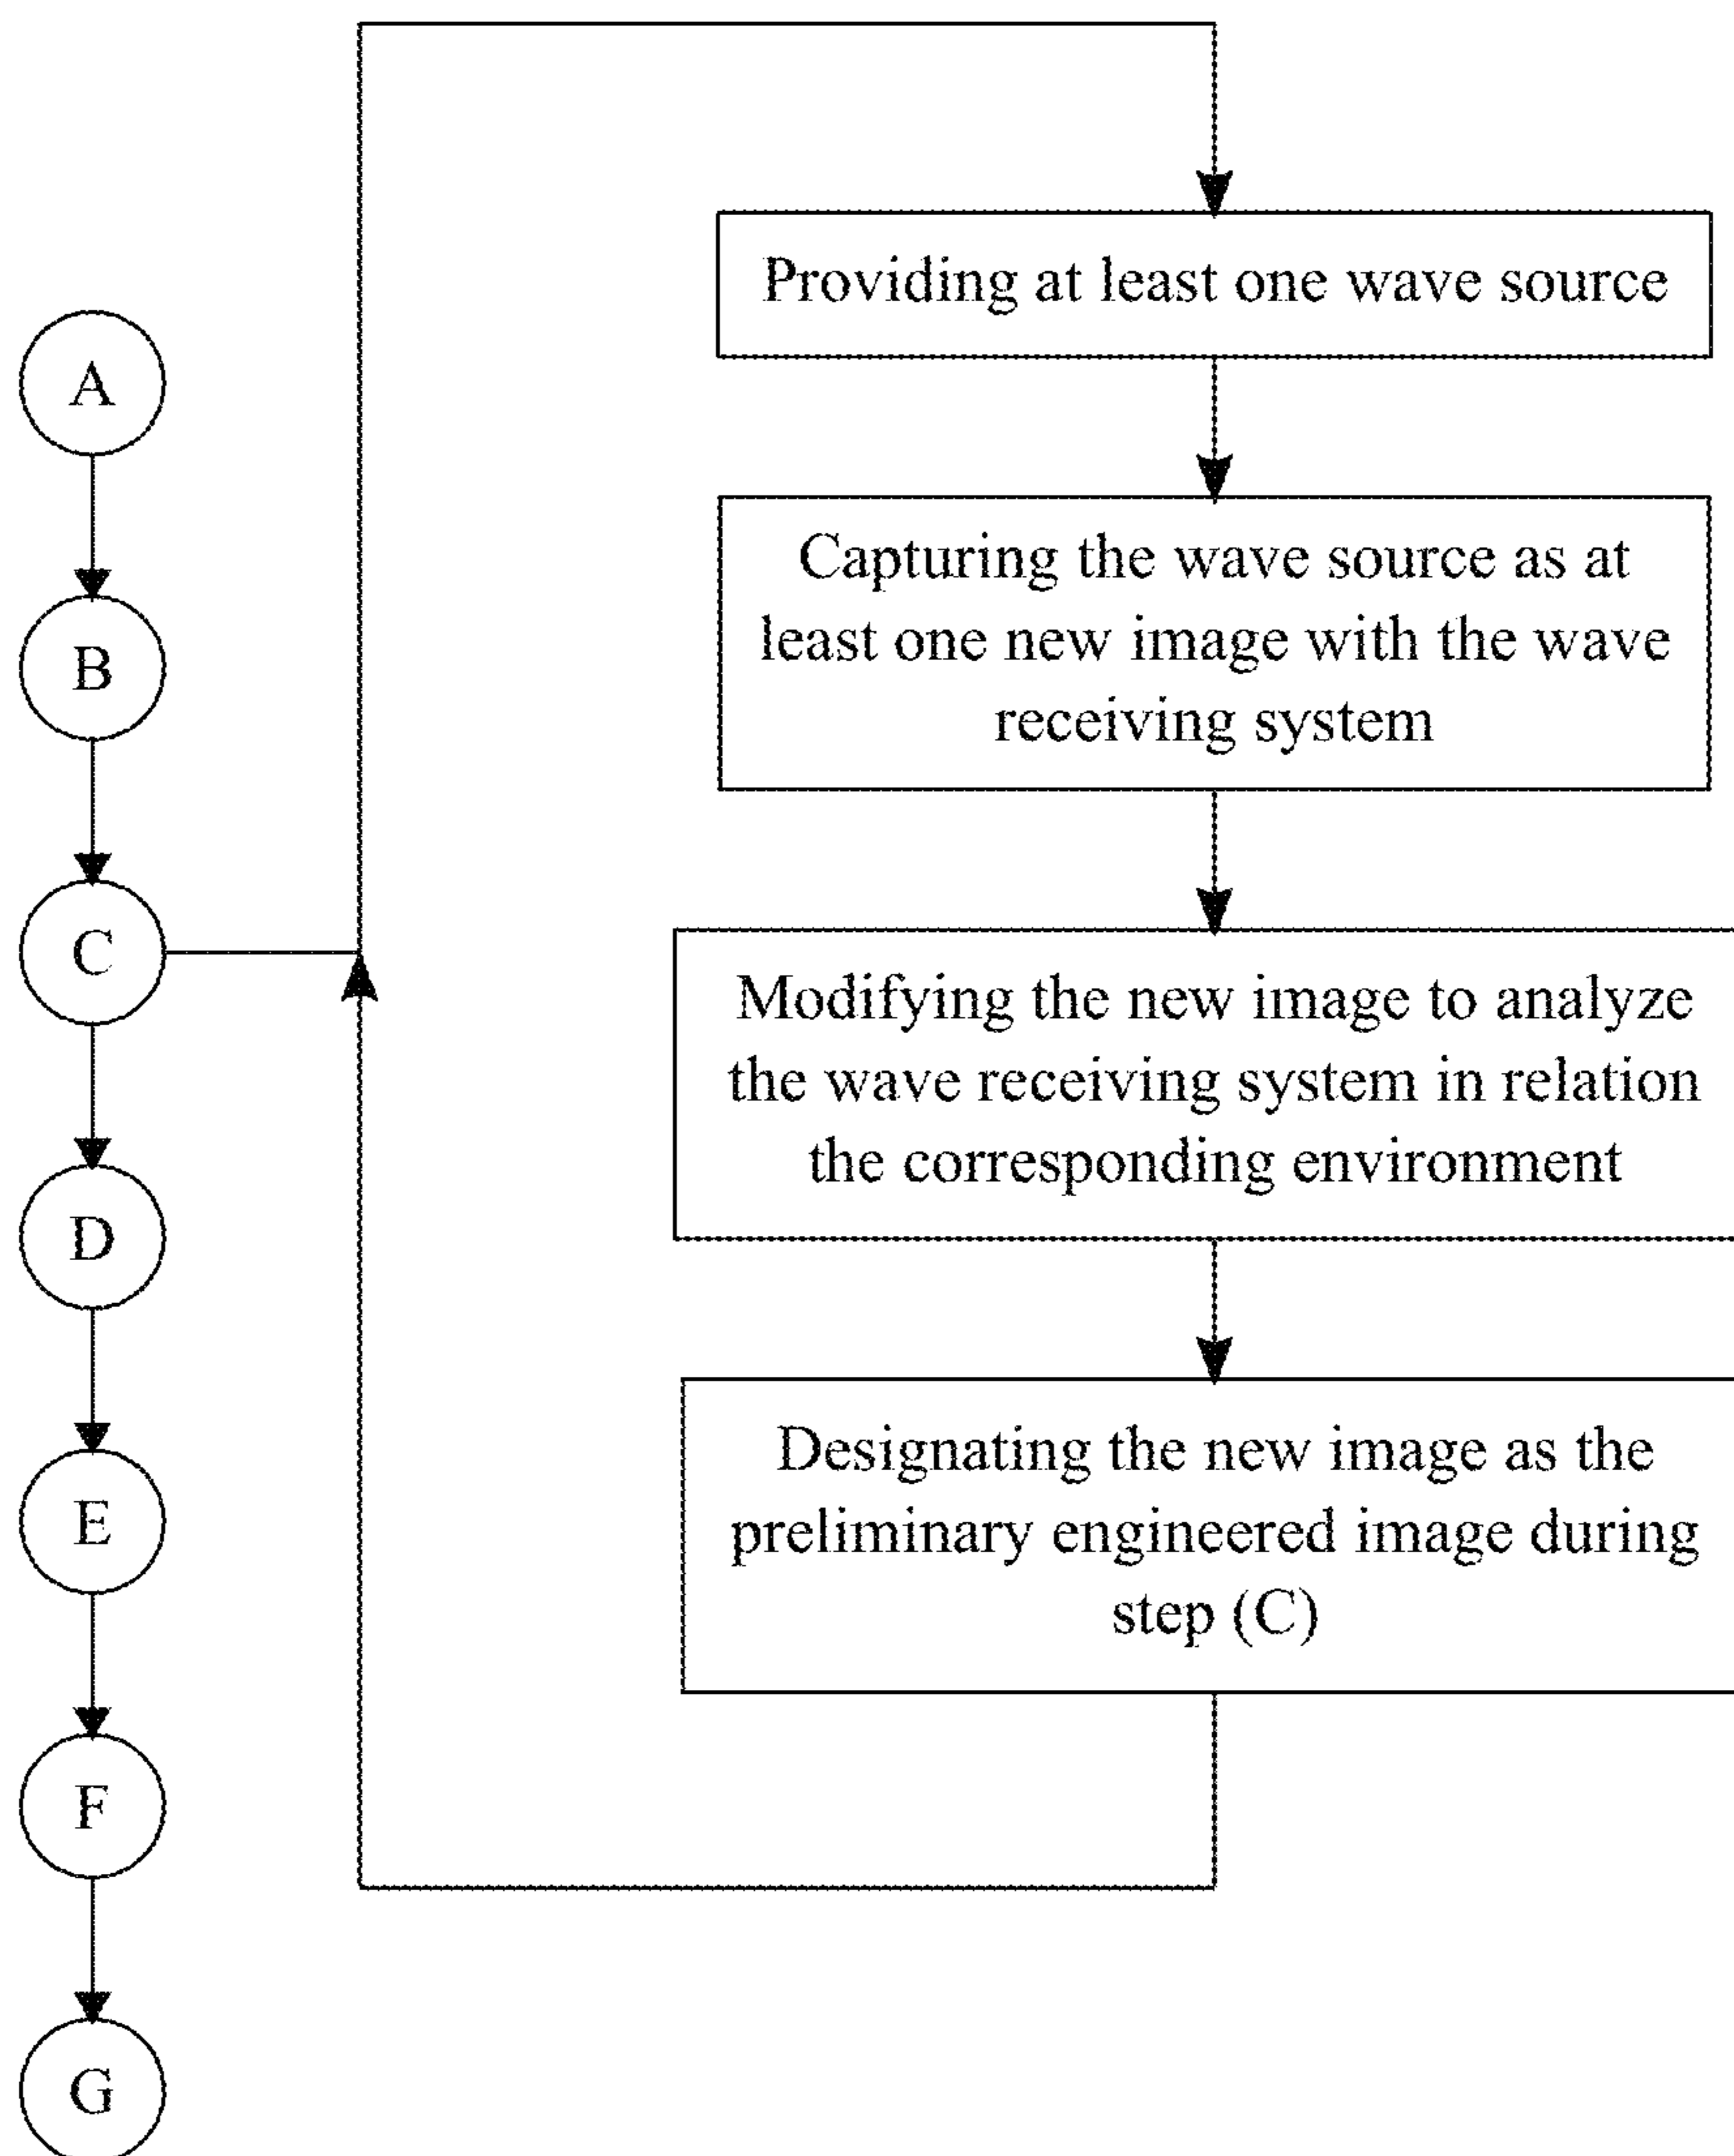 A
B
C
D
E
F
G
Providing at least one wave source
Capturing the wave source as at
least one new image with the wave
receiving system
Modifying the new image to analyze
the wave receiving system in relation
the corresponding environment
Designating the new image as the
preliminary engineered image during
step (C)